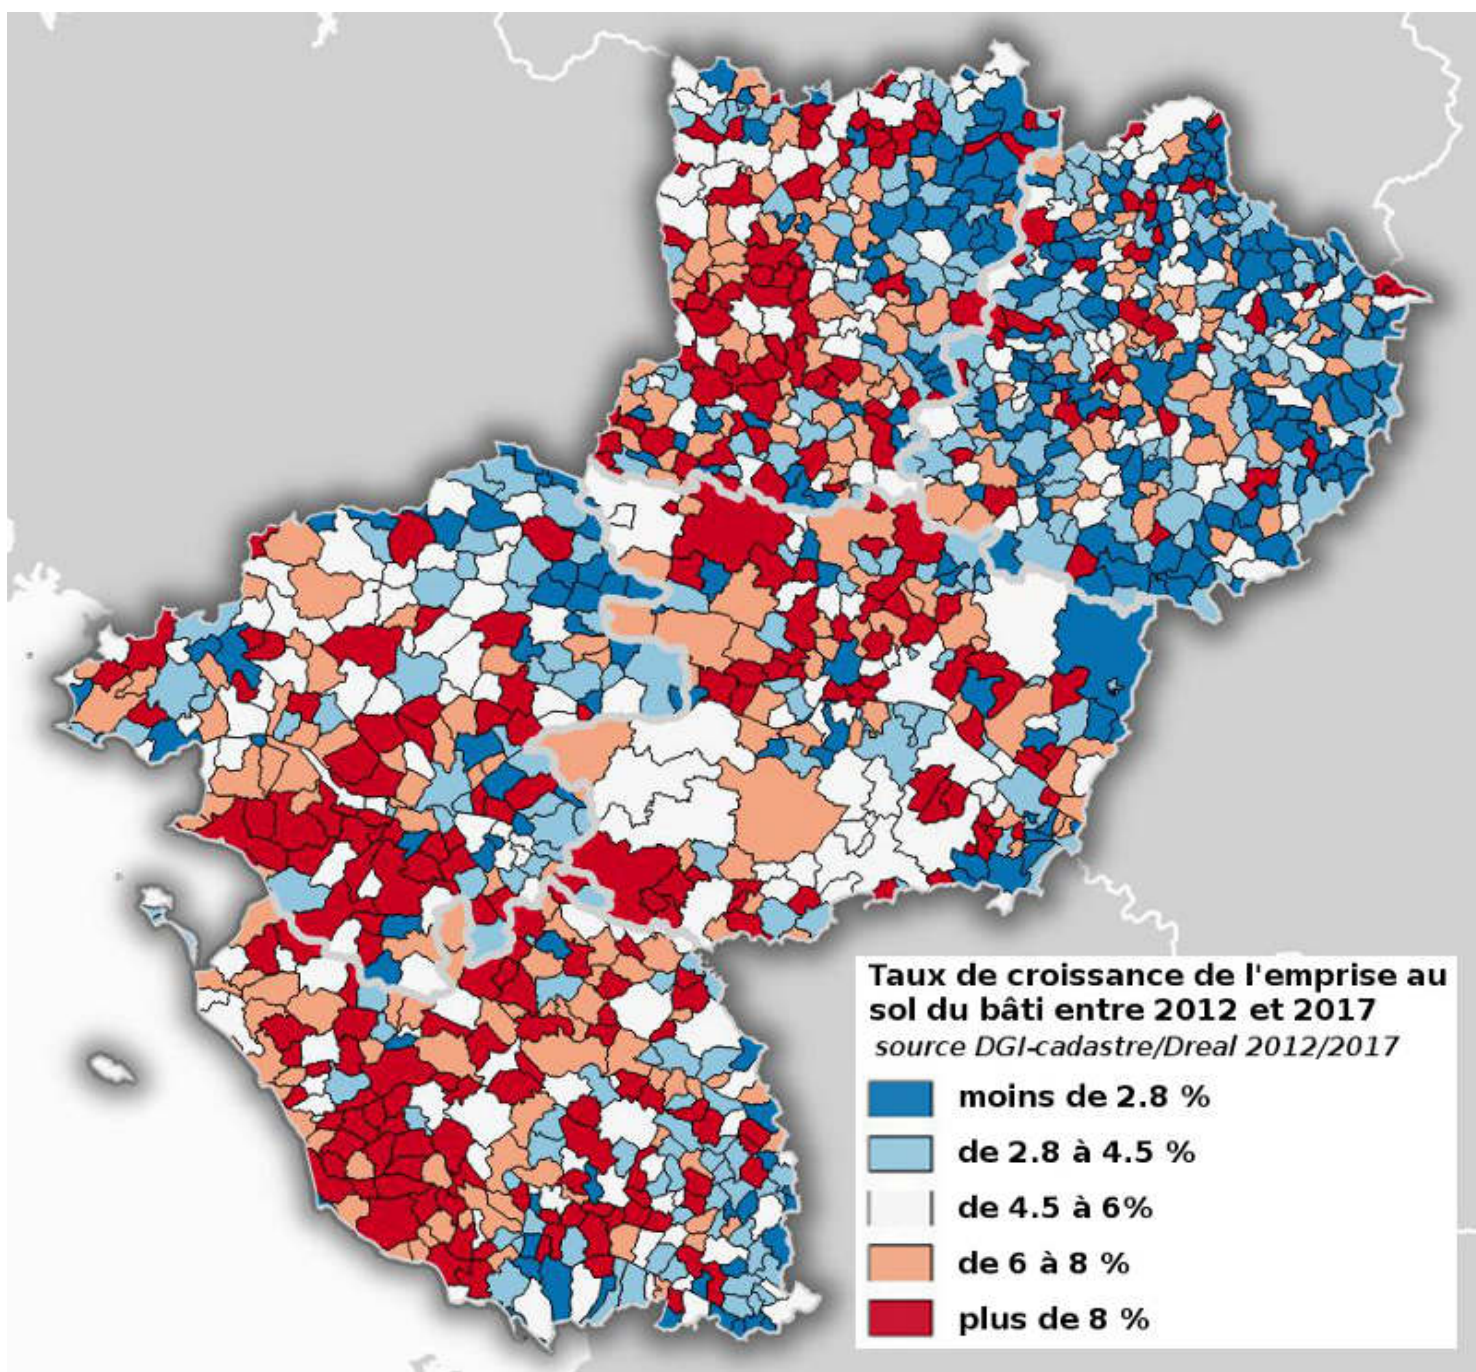 Taux de croissance de l'emprise au
sol du bâti entre 2012 et 2017
source DGI-cadastre/Dreal 2012/2017
moins de 2.8 %
de 2.8 à 4.5 %
de 4.5 à 6%
de 6 à 8 %
plus de 8 %